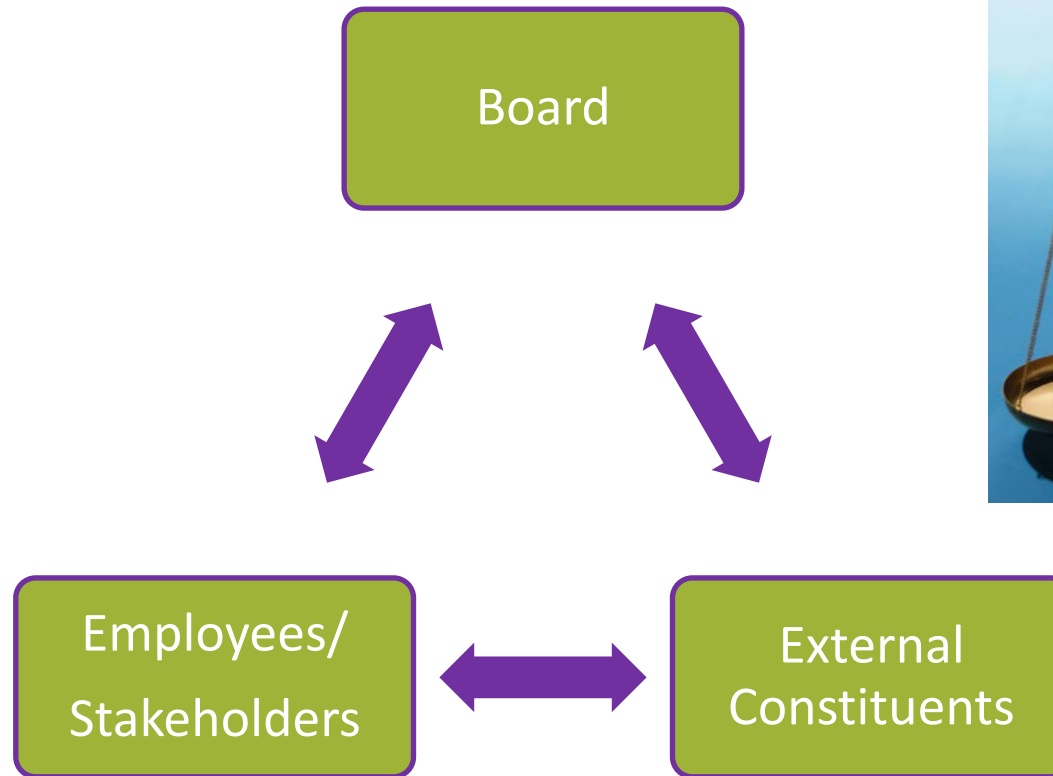 Board
Employees/
Stakeholders
External
Constituents